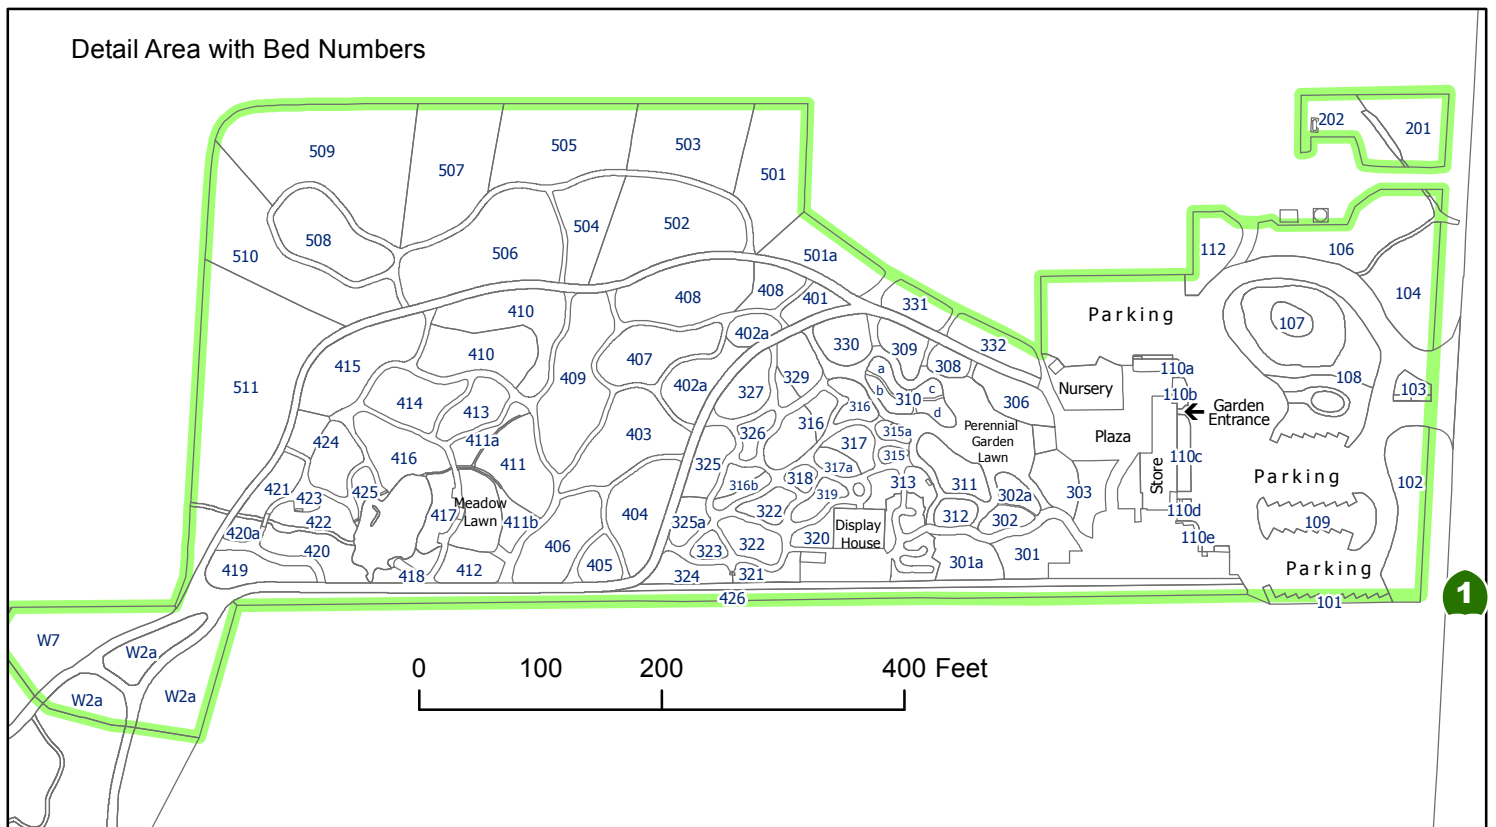 Detail Area with Bed Numbers
202
201
509
507
505
503
501
508
510
506
504
502
501a
112
106
104
107
108
103
102
109
101
Parking
Parking
Parking
110a
110b
110c
110d
110e
Garden
Entrance
Nursery
Plaza
Store
511
415
410
410
408
408
401
331
332
402a
402a
407
409
414
413
411a
411
411b
416
424
421
423
422
425
420a
420
419
417
418
412
Meadow
Lawn
403
404
405
406
330
309
308
306
a
b
c
d
310
327
329
316
316
315a
315
326
325
317
317a
316b
318
319
313
322
322
325a
323
324
321
320
Display
House
Perennial
Garden
Lawn
311
312
302a
302
303
301a
301
426
W7
W2a
W2a
W2a
0
100
200
400 Feet
1